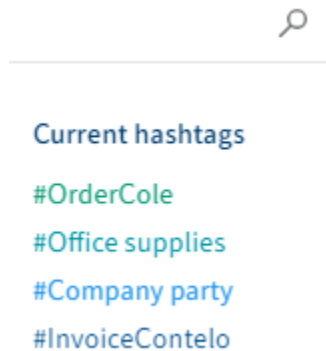 Current hashtags
#OrderCole
#Office supplies
#Company party
#InvoiceContelo